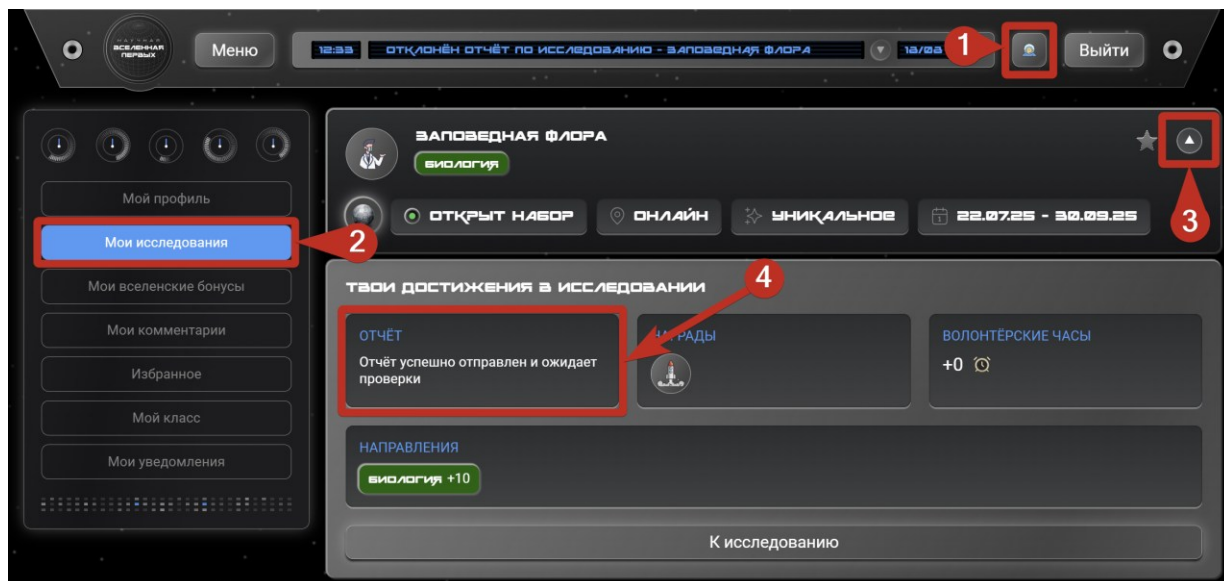 НАУЧНАЯ
ВСЕЛЕННАЯ
ПЕРВЫХ
Меню
12:33 ОТКЛОНЁН ОТЧЁТ ПО ИССЛЕДОВАНИЮ - ЗАПОВЕДНАЯ ФЛОРА
1
Выйти
ЗАПОВЕДНАЯ ФЛОРА
БИОЛОГИЯ
3
ОТКРЫТ НАБОР
ОНЛАЙН
УНИКАЛЬНОЕ
22.07.25 - 30.09.25
Мой профиль
Мои исследования
2
Мои вселенские бонусы
Мои комментарии
Избранное
Мой класс
Мои уведомления
ТВОИ ДОСТИЖЕНИЯ В ИССЛЕДОВАНИИ
4
ОТЧЁТ
Отчёт успешно отправлен и ожидает
проверки
НАГРАДЫ
ВОЛОНТЁРСКИЕ ЧАСЫ
+0
НАПРАВЛЕНИЯ
БИОЛОГИЯ +10
К исследованию